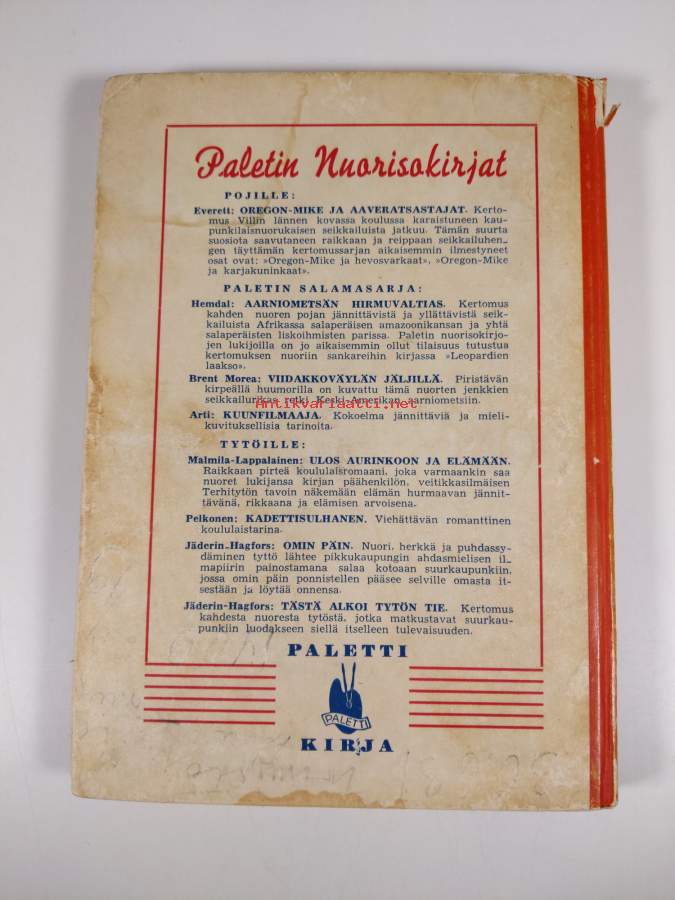 Paletin Nuorisokirjat
POJILLE:
Everett: OREGON-MIKE JA AAVERATSASTAJAT. Kerto-
mus Villin lännen kovassa koulussa karaistuneen kau-
punkilaisnuorukaisen seikkailuista jatkuu. Tämän suurta
suosiota saavutaneen raikkaan ja reippaan seikkailuhen-
gen täyttämän kertomussarjan aikaisemmin ilmestyneet
osat ovat: »Oregon-Mike ja hevosvarkaat», »Oregon-Mike
ja karjakuninkaat».
PALETIN SALAMASARJA:
Hemdal: AARNIOMETSÄN HIRMUVALTIAS. Kertomus
kahden nuoren pojan jännittävistä ja yllättävistä seik-
kailuista Afrikassa salaperäisen amazoonikansan ja yhtä
salaperäisten liskoihmisten parissa. Paletin nuorisokirjo-
jen lukijoilla on jo aikaisemmin ollut tilaisuus tutustua
kertomuksen nuoriin sankareihin kirjassa »Leopardien
laakso».
Brent Morea: VIIDAKKOVÄYLÄN JÄLJILLÄ. Piristävän
kirpeällä huumorilla on kuvattu tämä nuorten jenkkien
seikkailurikas retki Keski-Amerikan aarniometsiin.
Antikvariaatti.net
Arti: KUUNFILMAAJA. Kokoelma jännittäviä ja mieli-
kuvituksellisia tarinoita.
TYTÖILLE:
Malmila-Lappalainen: ULOS AURINKOON JA ELÄMÄÄN.
Raikkaan pirteä koululaisromaani, joka varmaankin saa
nuoret lukijansa kirjan päähenkilön, veitikkasilmäisen
Terhitytön tavoin näkemään elämän hurmaavan jännit-
tävänä, rikkaana ja elämisen arvoisena.
Pelkonen: KADETTISULHANEN. Viehättävän romanttinen
koululaistarina.
Jäderin-Hagfors: OMIN PÄIN. Nuori, herkkä ja puhdassy-
däminen tyttö lähtee pikkukaupungin ahdasmielisen il-
mapiirin painostamana salaa kotoaan suurkaupunkiin,
jossa omin päin ponnistellen pääsee selville omasta it-
sestään ja löytää onnensa.
Jäderin-Hagfors: TÄSTÄ ALKOI TYTÖN TIE. Kertomus
kahdesta nuoresta tytöstä, jotka matkustavat suurkau-
punkiin luodakseen siellä itselleen tulevaisuuden.
PALETTI
PALETTI
KIRJA